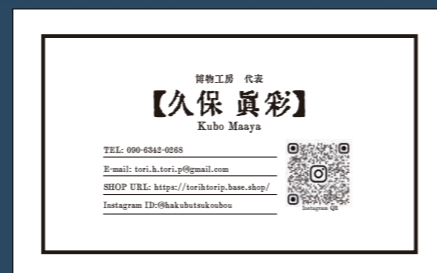 博物工房 代表
【久保 眞彩】
Kubo Maaya
TEL: 090-6342-0268
E-mail: tori.h.tori.p@gmail.com
SHOP URL: https://torihtorip.base.shop/
Instagram ID:@hakubutsukoubou
Instagram QR